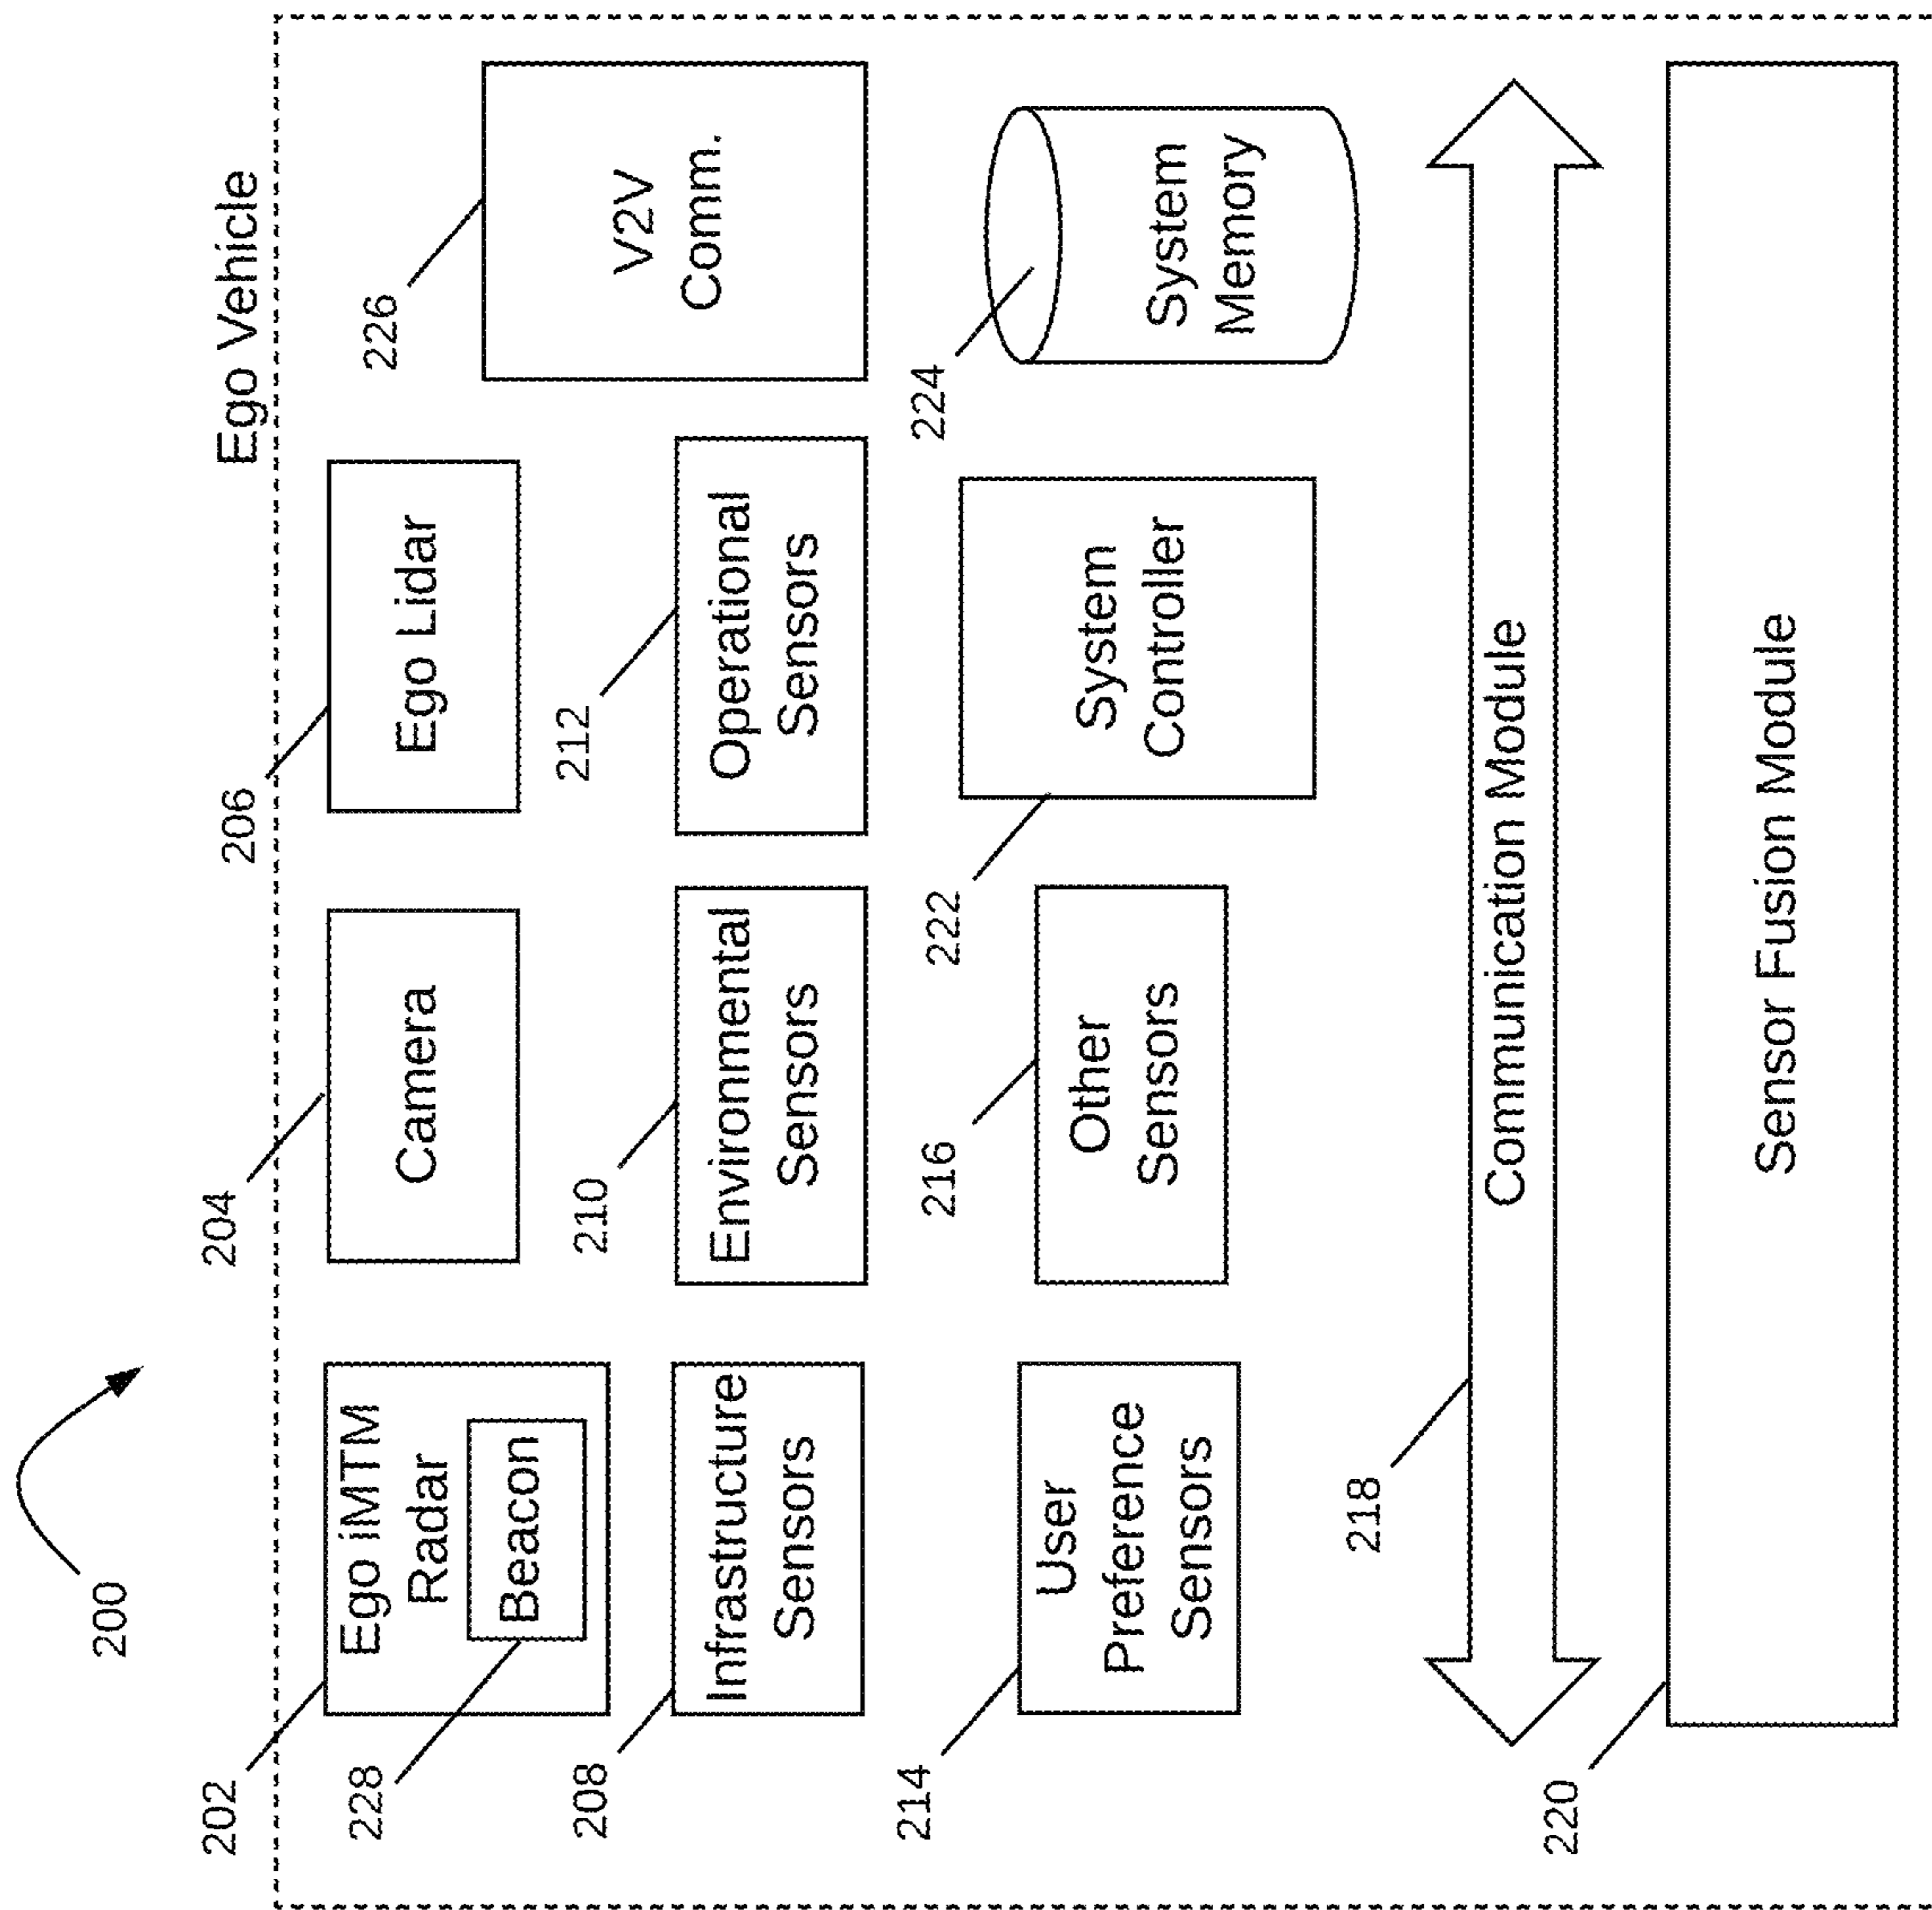 200
Ego Vehicle
202
204
206
Ego iMTM
Radar
228
Beacon
Camera
Ego Lidar
226
V2V
Comm.
208
210
212
Infrastructure
Sensors
Environmental
Sensors
Operational
Sensors
214
216
222
224
User
Preference
Sensors
Other
Sensors
System
Controller
System
Memory
218
Communication Module
220
Sensor Fusion Module